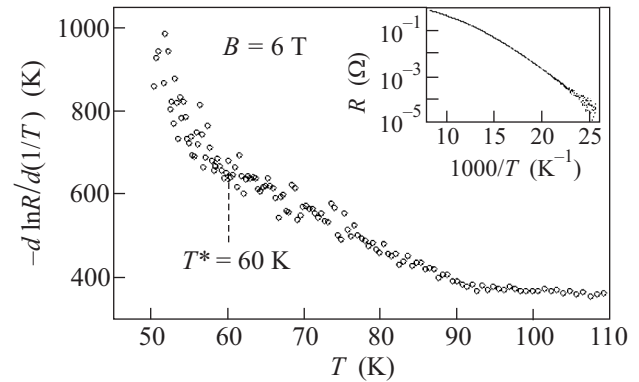 1000
800
600
400
−d lnR/d(1/T) (K)
B = 6 T
T* = 60 K
50 60 70 80 90 100 110
T (K)
10⁻¹
10⁻³
10⁻⁵
R (Ω)
10 15 20 25
1000/T (K⁻¹)